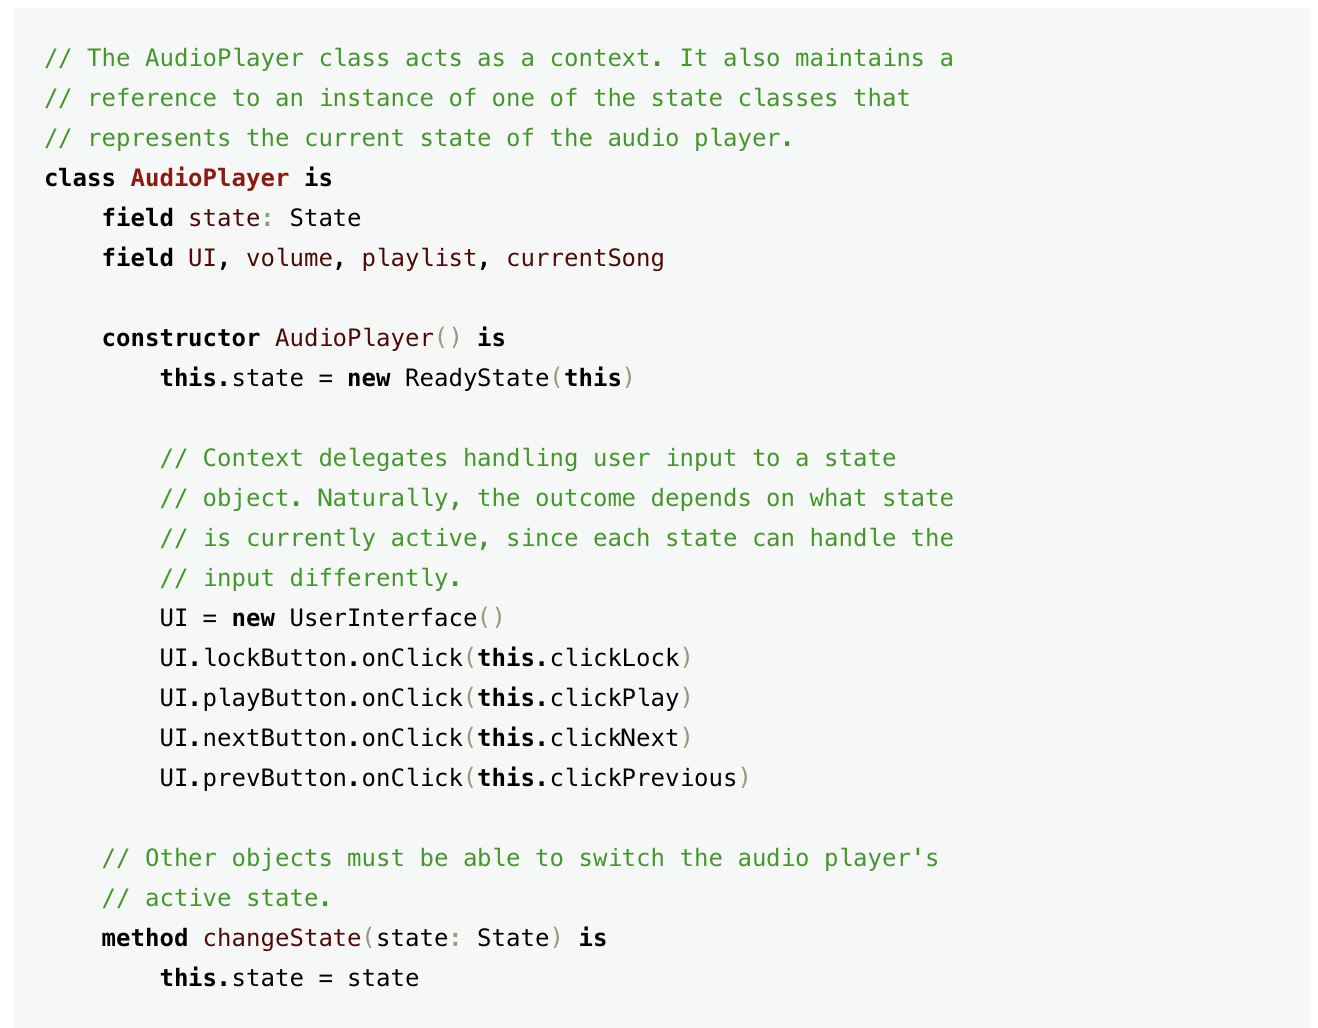 // The AudioPlayer class acts as a context. It also maintains a
// reference to an instance of one of the state classes that
// represents the current state of the audio player.
class AudioPlayer is
    field state: State
    field UI, volume, playlist, currentSong

    constructor AudioPlayer() is
        this.state = new ReadyState(this)

        // Context delegates handling user input to a state
        // object. Naturally, the outcome depends on what state
        // is currently active, since each state can handle the
        // input differently.
        UI = new UserInterface()
        UI.lockButton.onClick(this.clickLock)
        UI.playButton.onClick(this.clickPlay)
        UI.nextButton.onClick(this.clickNext)
        UI.prevButton.onClick(this.clickPrevious)

    // Other objects must be able to switch the audio player's
    // active state.
    method changeState(state: State) is
        this.state = state